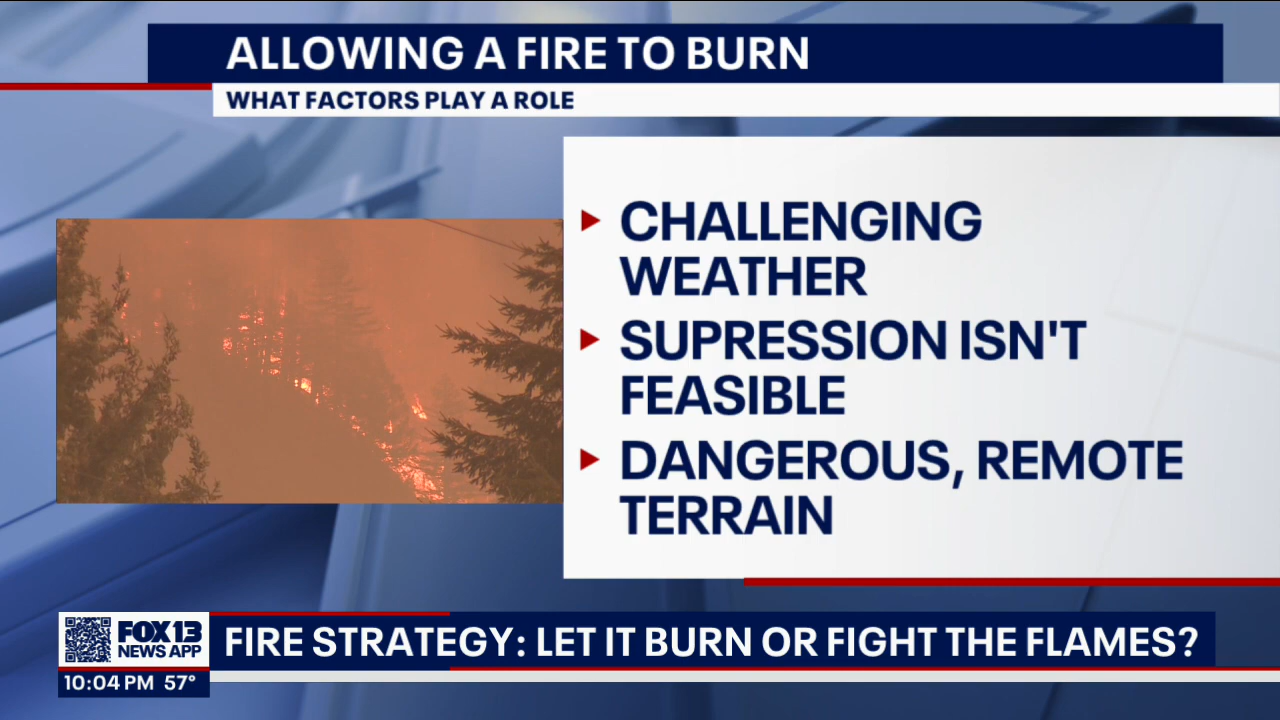 ALLOWING A FIRE TO BURN
WHAT FACTORS PLAY A ROLE
CHALLENGING
WEATHER
SUPRESSION ISN'T
FEASIBLE
DANGEROUS, REMOTE
TERRAIN
FOX13
NEWS APP
FIRE STRATEGY: LET IT BURN OR FIGHT THE FLAMES?
10:04 PM 57°